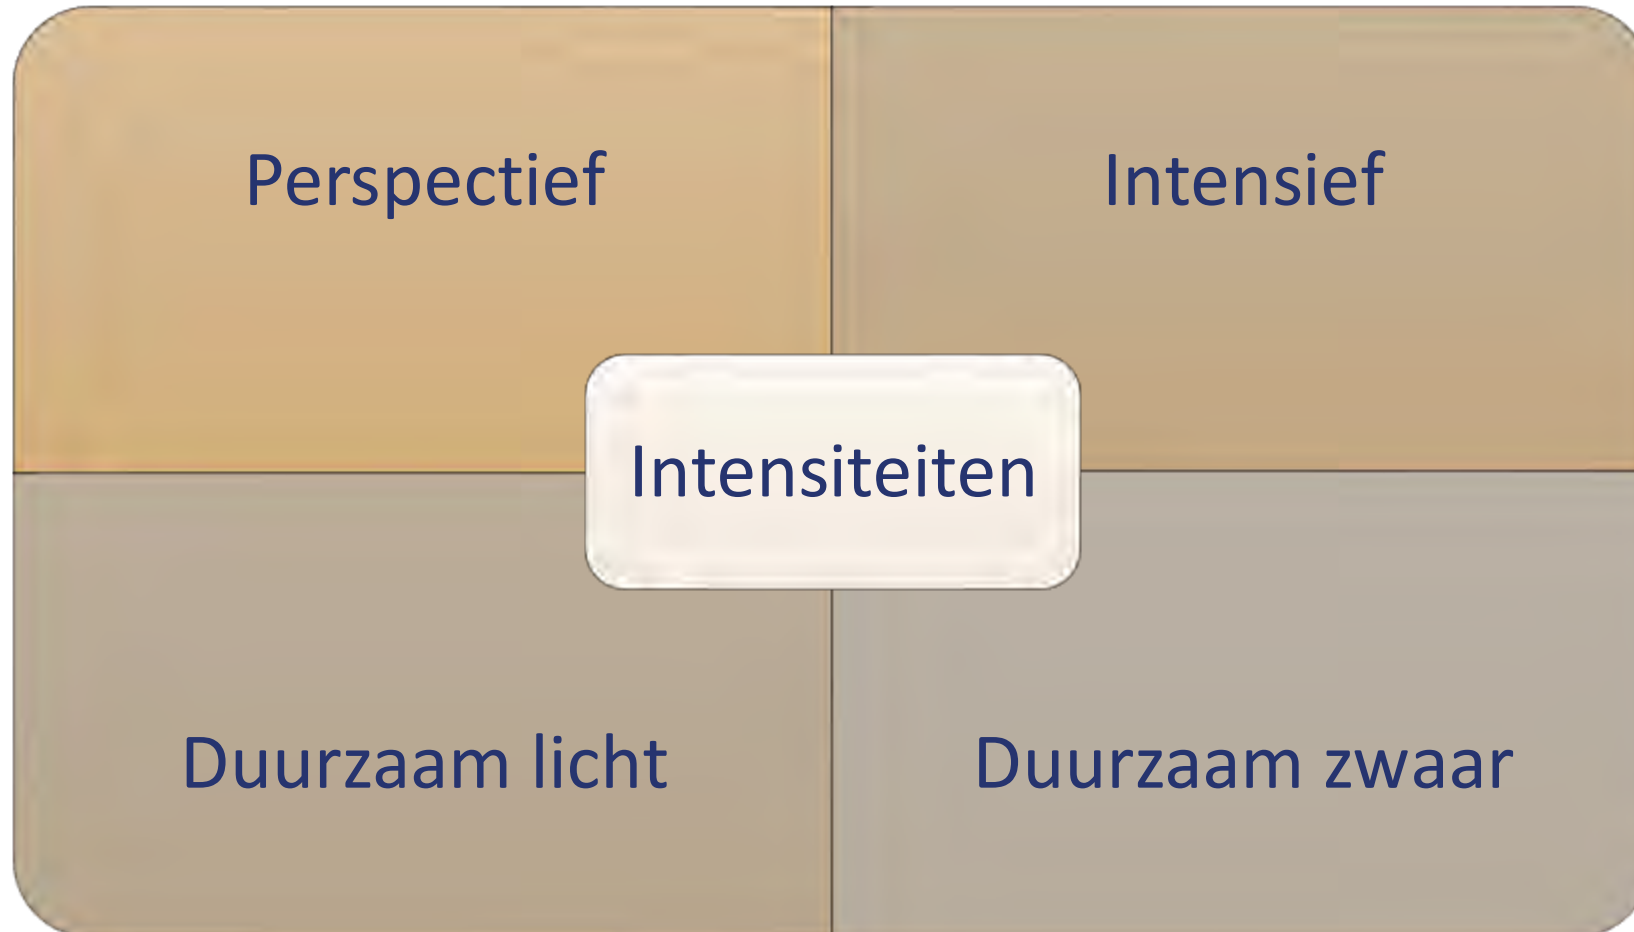 Perspectief
Intensief
Intensiteiten
Duurzaam licht
Duurzaam zwaar